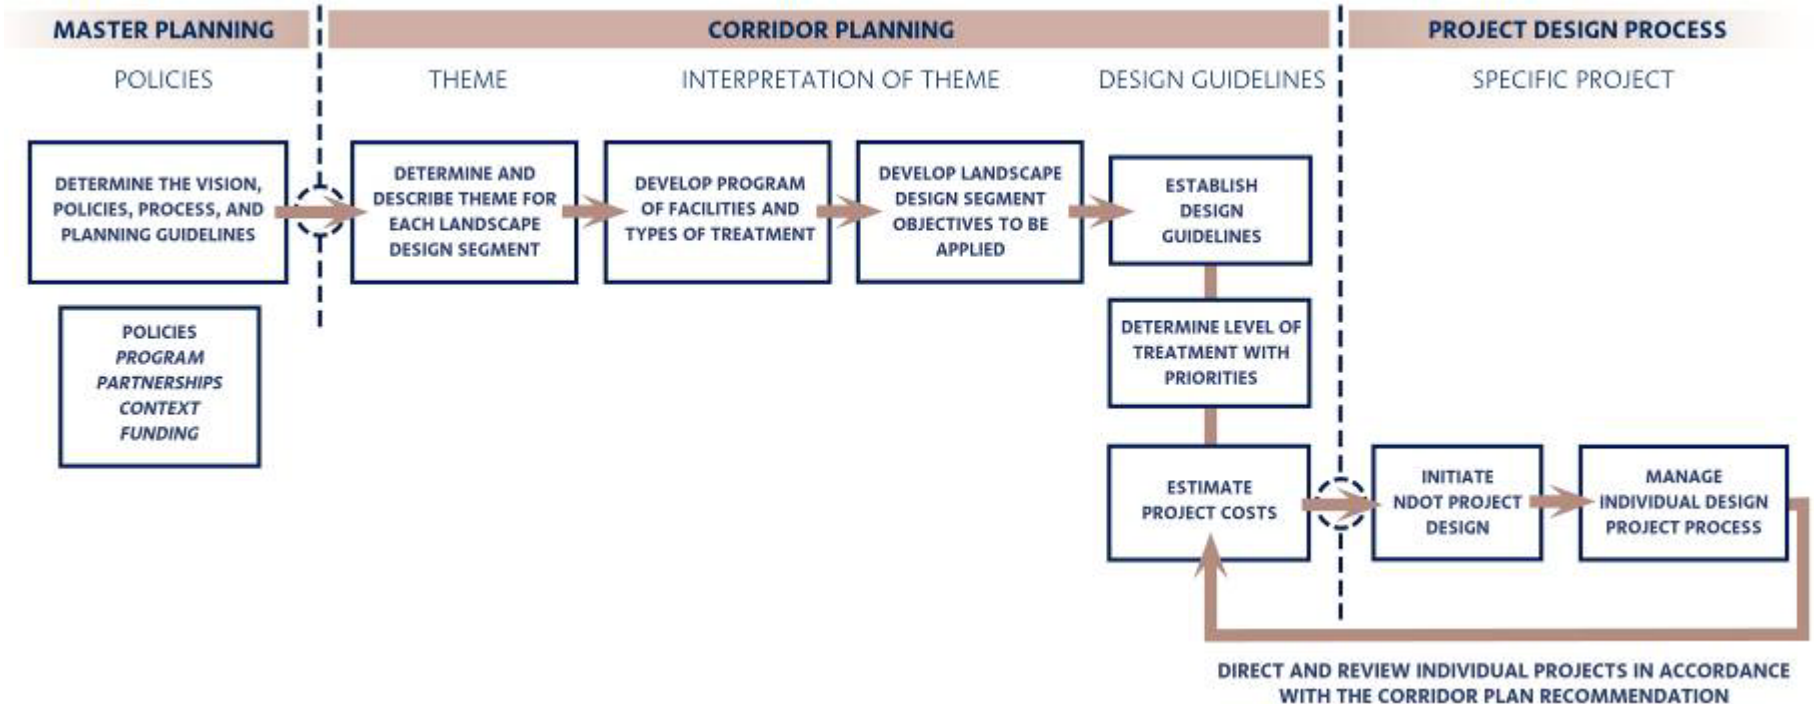 MASTER PLANNING
CORRIDOR PLANNING
PROJECT DESIGN PROCESS
POLICIES
THEME
INTERPRETATION OF THEME
DESIGN GUIDELINES
SPECIFIC PROJECT
DETERMINE THE VISION,
POLICIES, PROCESS, AND
PLANNING GUIDELINES
POLICIES
PROGRAM
PARTNERSHIPS
CONTEXT
FUNDING
DETERMINE AND
DESCRIBE THEME FOR
EACH LANDSCAPE
DESIGN SEGMENT
DEVELOP PROGRAM
OF FACILITIES AND
TYPES OF TREATMENT
DEVELOP LANDSCAPE
DESIGN SEGMENT
OBJECTIVES TO BE
APPLIED
ESTABLISH
DESIGN
GUIDELINES
DETERMINE LEVEL OF
TREATMENT WITH
PRIORITIES
ESTIMATE
PROJECT COSTS
INITIATE
NDOT PROJECT
DESIGN
MANAGE
INDIVIDUAL DESIGN
PROJECT PROCESS
DIRECT AND REVIEW INDIVIDUAL PROJECTS IN ACCORDANCE
WITH THE CORRIDOR PLAN RECOMMENDATION